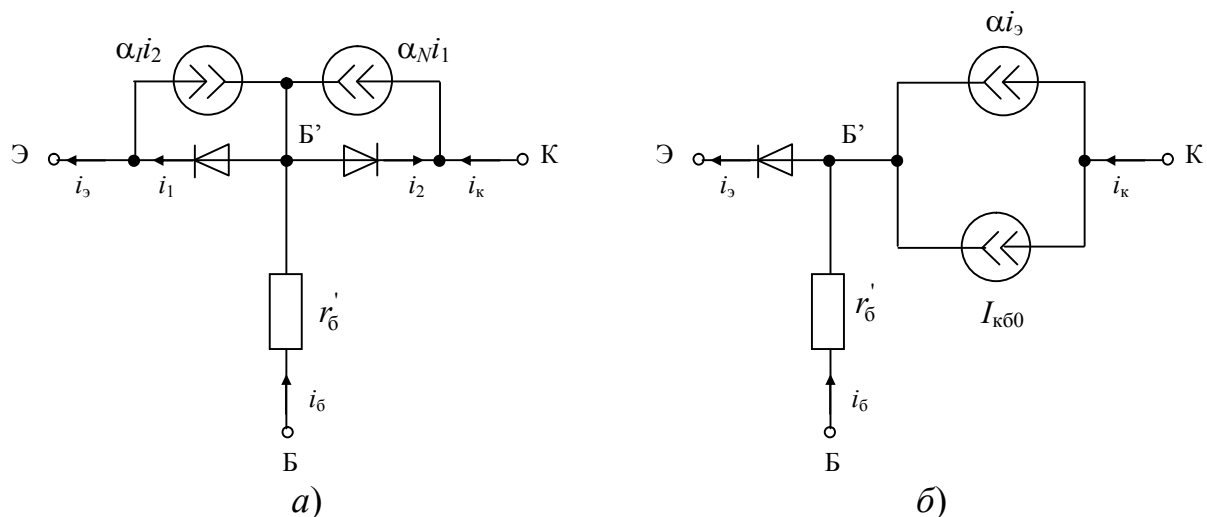 α_I i_2 α_N i_1
Б’
Э i_э i_1 i_2 i_к К
r_б'
i_б
Б
а)
αi_э
Э i_э i_к К
r_б' I_кб0
i_б
Б
б)